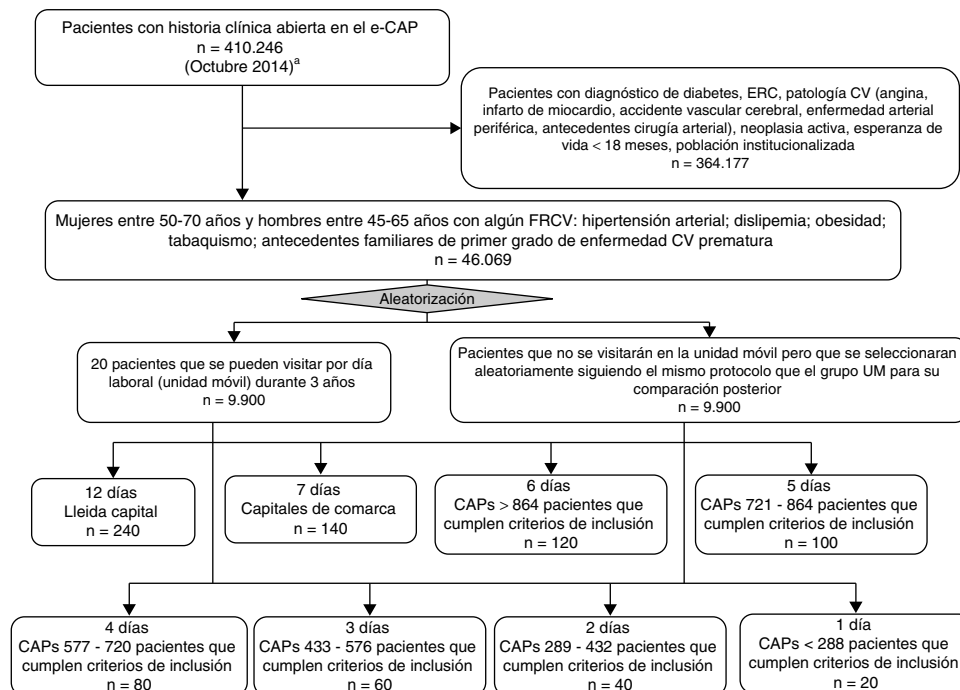 Pacientes con historia clínica abierta en el e-CAP
n = 410.246
(Octubre 2014)a
Pacientes con diagnóstico de diabetes, ERC, patología CV (angina,
infarto de miocardio, accidente vascular cerebral, enfermedad arterial
periférica, antecedentes cirugía arterial), neoplasia activa, esperanza de
vida < 18 meses, población institucionalizada
n = 364.177
Mujeres entre 50-70 años y hombres entre 45-65 años con algún FRCV: hipertensión arterial; dislipemia; obesidad;
tabaquismo; antecedentes familiares de primer grado de enfermedad CV prematura
n = 46.069
Aleatorización
20 pacientes que se pueden visitar por día
laboral (unidad móvil) durante 3 años
n = 9.900
Pacientes que no se visitarán en la unidad móvil pero que se seleccionaran
aleatoriamente siguiendo el mismo protocolo que el grupo UM para su
comparación posterior
n = 9.900
12 días
Lleida capital
n = 240
7 días
Capitales de comarca
n = 140
6 días
CAPs > 864 pacientes que
cumplen criterios de inclusión
n = 120
5 días
CAPs 721 - 864 pacientes que
cumplen criterios de inclusión
n = 100
4 días
CAPs 577 - 720 pacientes que
cumplen criterios de inclusión
n = 80
3 días
CAPs 433 - 576 pacientes que
cumplen criterios de inclusión
n = 60
2 días
CAPs 289 - 432 pacientes que
cumplen criterios de inclusión
n = 40
1 día
CAPs < 288 pacientes que
cumplen criterios de inclusión
n = 20